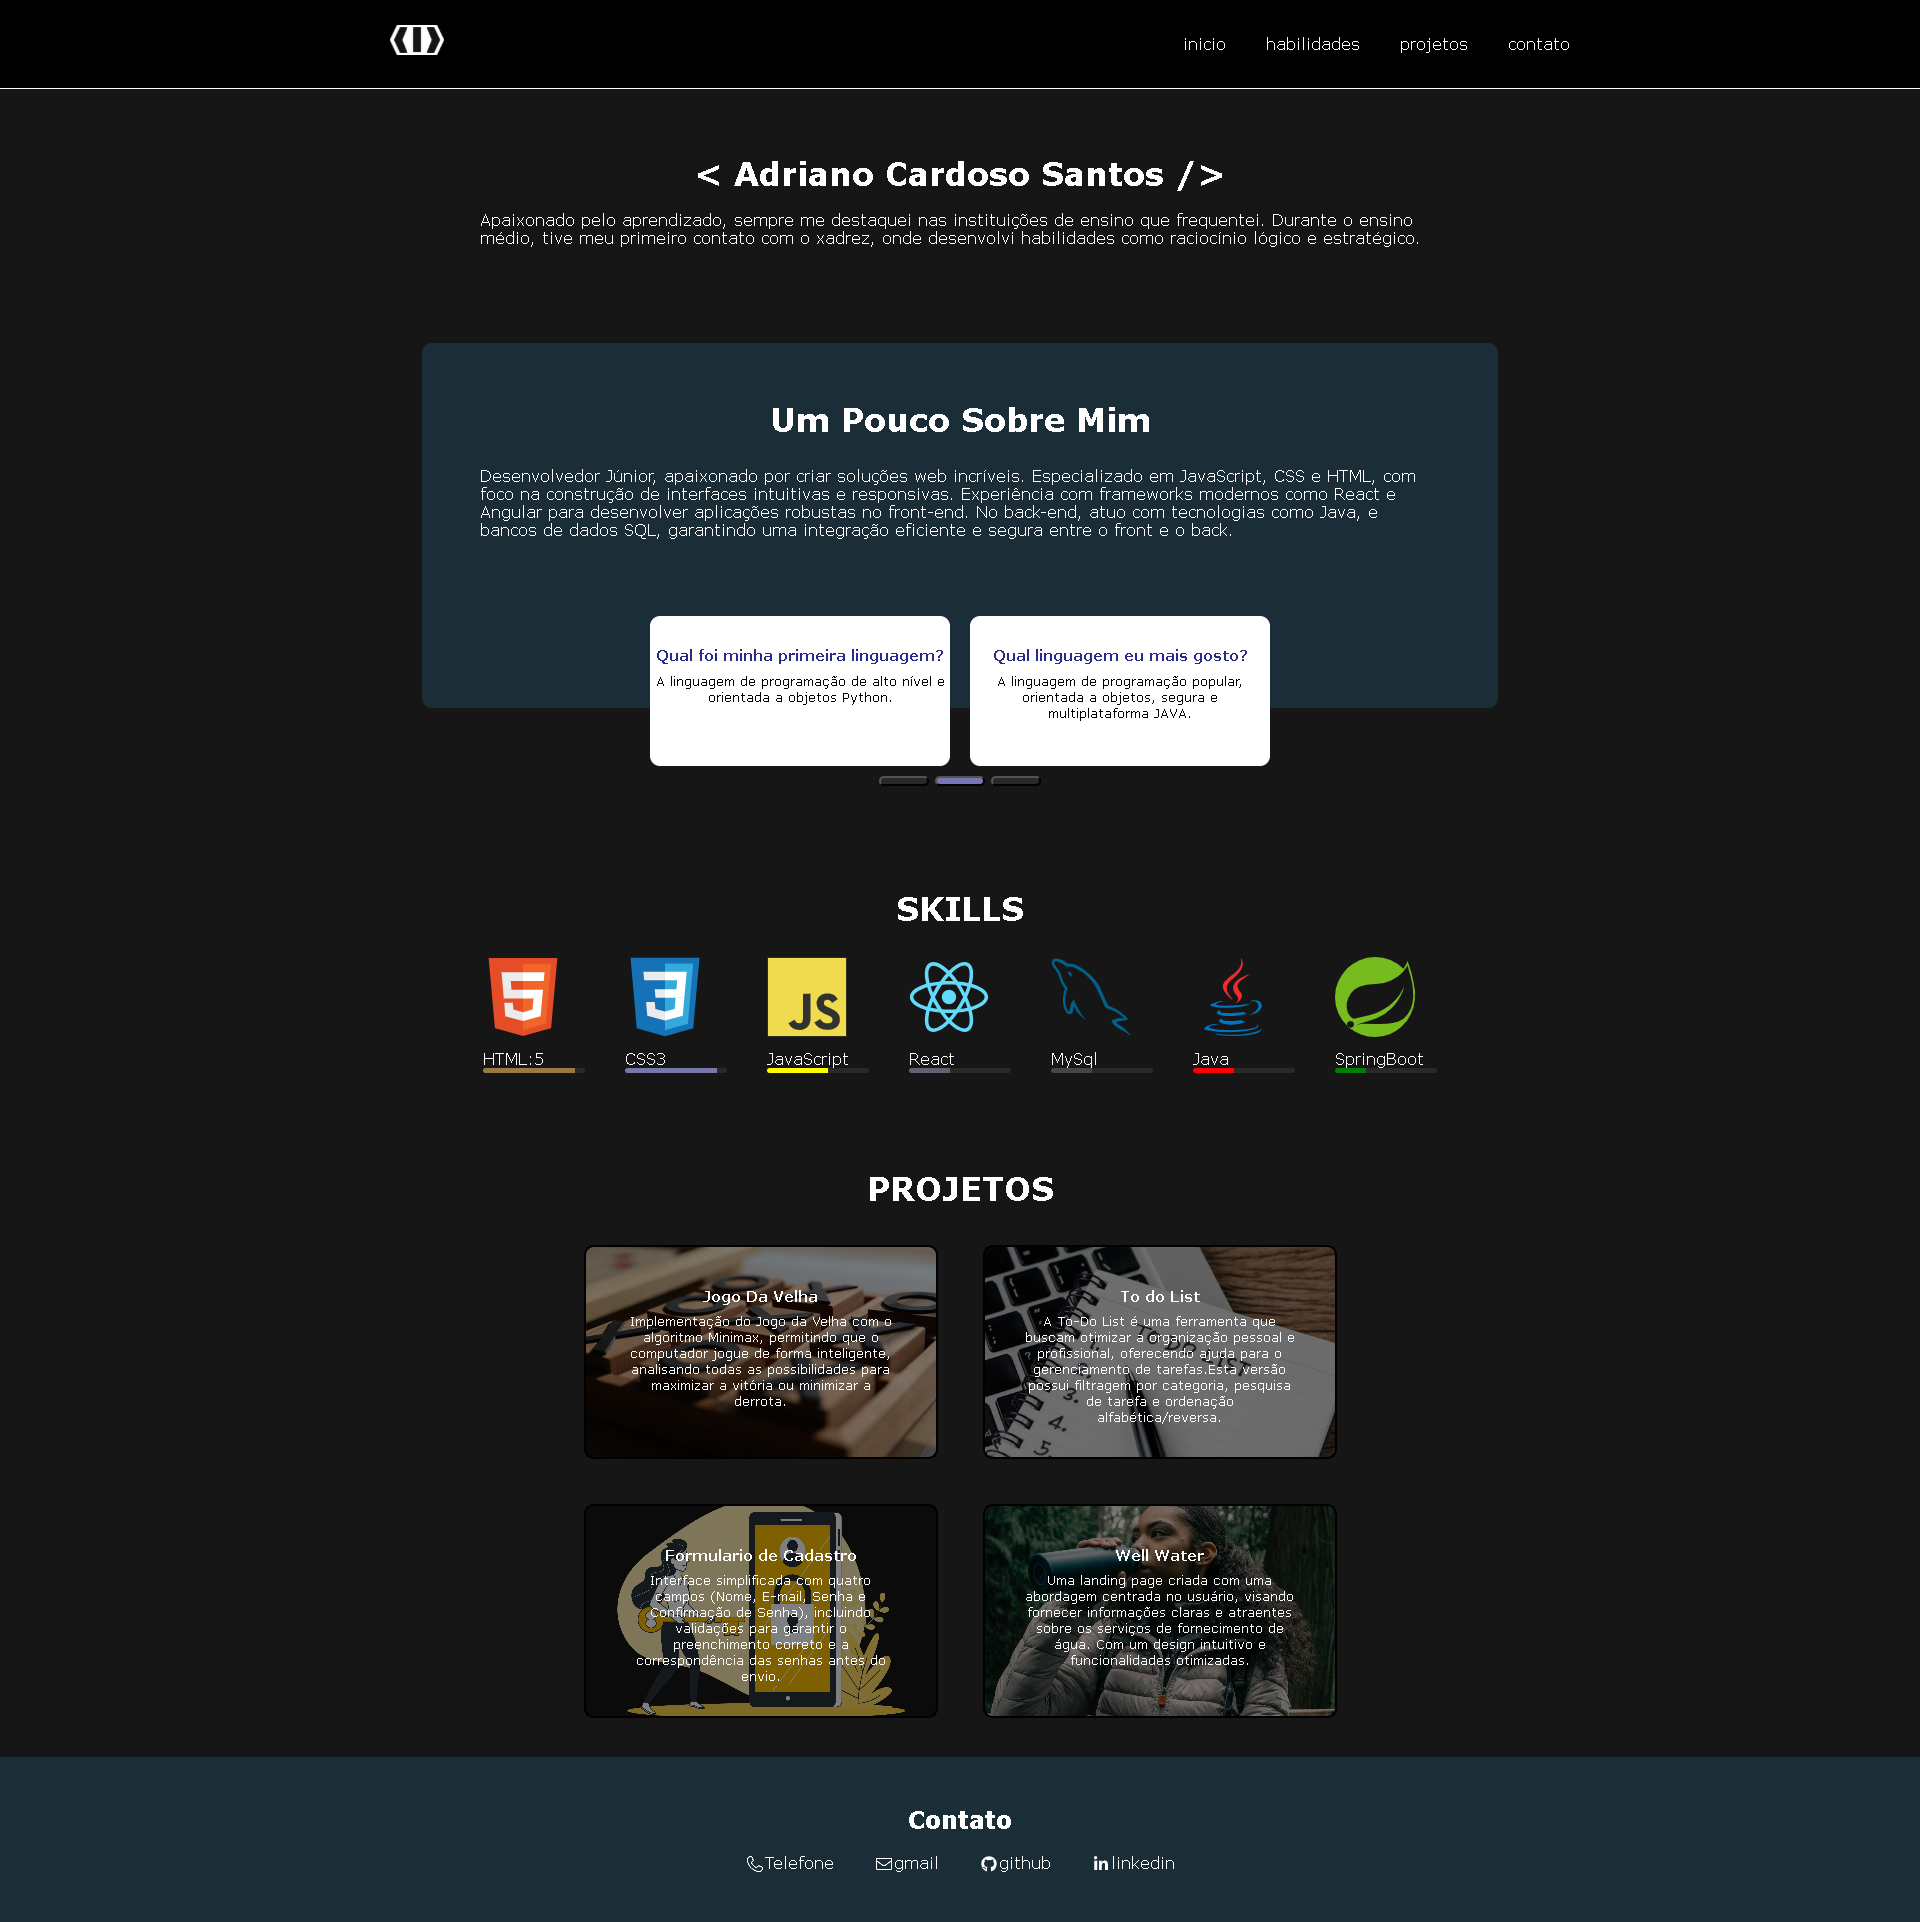 inicio habilidades projetos contato
< Adriano Cardoso Santos />
Apaixonado pelo aprendizado, sempre me destaquei nas instituições de ensino que frequentei. Durante o ensino
médio, tive meu primeiro contato com o xadrez, onde desenvolvi habilidades como raciocínio lógico e estratégico.
Um Pouco Sobre Mim
Desenvolvedor Júnior, apaixonado por criar soluções web incríveis. Especializado em JavaScript, CSS e HTML, com
foco na construção de interfaces intuitivas e responsivas. Experiência com frameworks modernos como React e
Angular para desenvolver aplicações robustas no front-end. No back-end, atuo com tecnologias como Java, e
bancos de dados SQL, garantindo uma integração eficiente e segura entre o front e o back.
Qual foi minha primeira linguagem?
A linguagem de programação de alto nível e
orientada a objetos Python.
Qual linguagem eu mais gosto?
A linguagem de programação popular,
orientada a objetos, segura e
multiplataforma JAVA.
SKILLS
5
3
JS
HTML:5
CSS3
JavaScript
React
MySql
Java
SpringBoot
PROJETOS
Jogo Da Velha
Implementação do Jogo da Velha com o
algoritmo Minimax, permitindo que o
computador jogue de forma inteligente,
analisando todas as possibilidades para
maximizar a vitória ou minimizar a
derrota.
To do List
A To-Do List é uma ferramenta que
buscam otimizar a organização pessoal e
profissional, oferecendo ajuda para o
gerenciamento de tarefas.Esta versão
possui filtragem por categoria, pesquisa
de tarefa e ordenação
alfabética/reversa.
TO DO LIST
3.
4.
5
Formulario de Cadastro
Interface simplificada com quatro
campos (Nome, E-mail, Senha e
Confirmação de Senha), incluindo
validações para garantir o
preenchimento correto e a
correspondência das senhas antes do
envio.
Well Water
Uma landing page criada com uma
abordagem centrada no usuário, visando
fornecer informações claras e atraentes
sobre os serviços de fornecimento de
água. Com um design intuitivo e
funcionalidades otimizadas.
Contato
Telefone gmail github linkedin